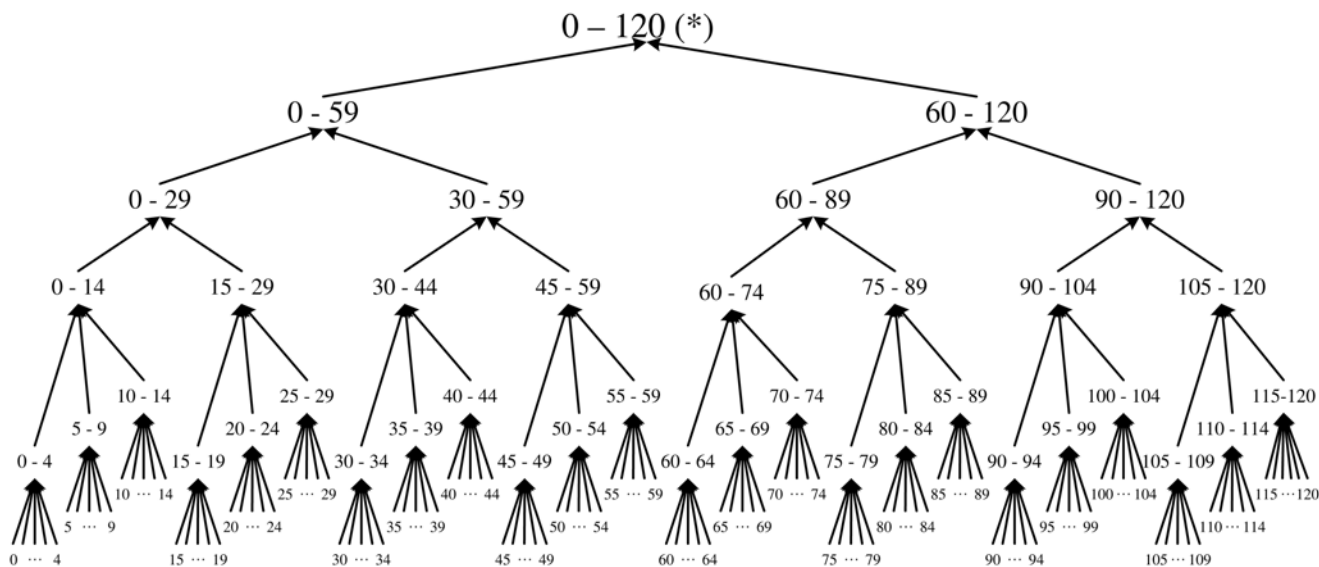 0 – 120 (*)
0 - 59
60 - 120
0 - 29
30 - 59
60 - 89
90 - 120
0 - 14
15 - 29
30 - 44
45 - 59
60 - 74
75 - 89
90 - 104
105 - 120
10 - 14
25 - 29
40 - 44
55 - 59
70 - 74
85 - 89
100 - 104
115-120
5 - 9
20 - 24
35 - 39
50 - 54
65 - 69
80 - 84
95 - 99
110 - 114
0 - 4
15 - 19
30 - 34
45 - 49
60 - 64
75 - 79
90 - 94
105 - 109
10 ··· 14
25 ··· 29
40 ··· 44
55 ··· 59
70 ··· 74
85 ··· 89
100 ··· 104
115 ··· 120
5 ··· 9
20 ··· 24
35 ··· 39
50 ··· 54
65 ··· 69
80 ··· 84
95 ··· 99
110 ··· 114
0 ··· 4
15 ··· 19
30 ··· 34
45 ··· 49
60 ··· 64
75 ··· 79
90 ··· 94
105 ··· 109